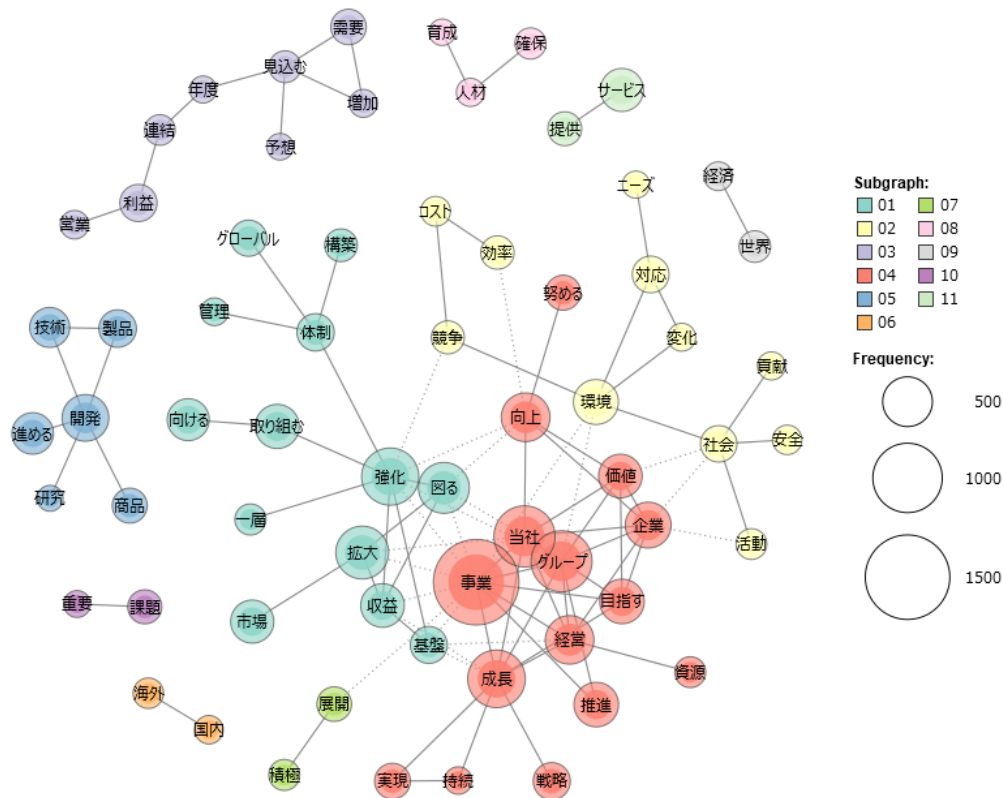 需要
育成
確保
見込む
人材
サービス
年度
増加
提供
連結
予想
経済
ニーズ
利益
コスト
営業
グローバル
構築
効率
世界
対応
努める
管理
体制
競争
変化
技術
製品
貢献
環境
向ける
取り組む
向上
開発
進める
社会
安全
強化
図る
価値
研究
商品
一層
当社
企業
活動
拡大
グループ
事業
重要
課題
収益
目指す
市場
基盤
経営
成長
資源
海外
展開
推進
国内
積極
実現
持続
戦略
Subgraph:
01
07
02
08
03
09
04
10
05
11
06
Frequency:
500
1000
1500